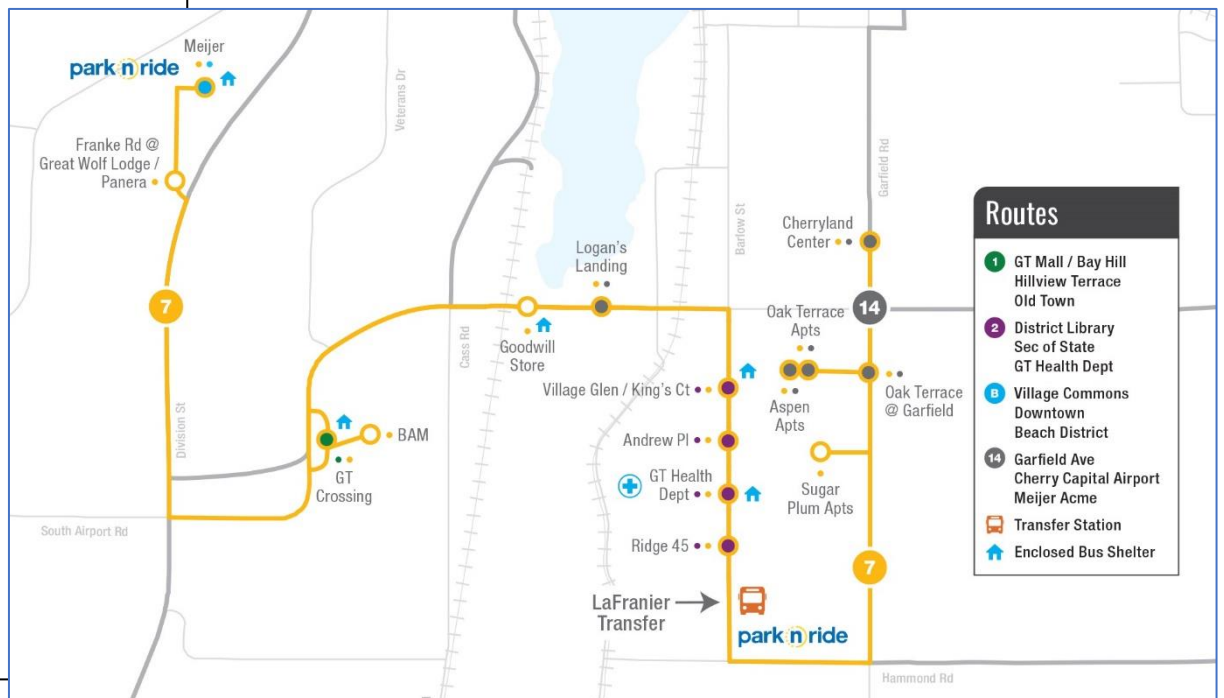 Meijer
park n ride
Franke Rd @
Great Wolf Lodge /
Panera
7
Division St
South Airport Rd
Veterans Dr
Cass Rd
GT
Crossing
BAM
Goodwill
Store
Logan's
Landing
Village Glen / King's Ct
Andrew Pl
GT Health
Dept
Ridge 45
LaFranier
Transfer
park n ride
Barlow St
Garfield Rd
Cherryland
Center
14
Oak Terrace
Apts
Aspen
Apts
Oak Terrace
@ Garfield
Sugar
Plum Apts
7
Hammond Rd
Routes
1 GT Mall / Bay Hill
Hillview Terrace
Old Town
2 District Library
Sec of State
GT Health Dept
B Village Commons
Downtown
Beach District
14 Garfield Ave
Cherry Capital Airport
Meijer Acme
Transfer Station
Enclosed Bus Shelter